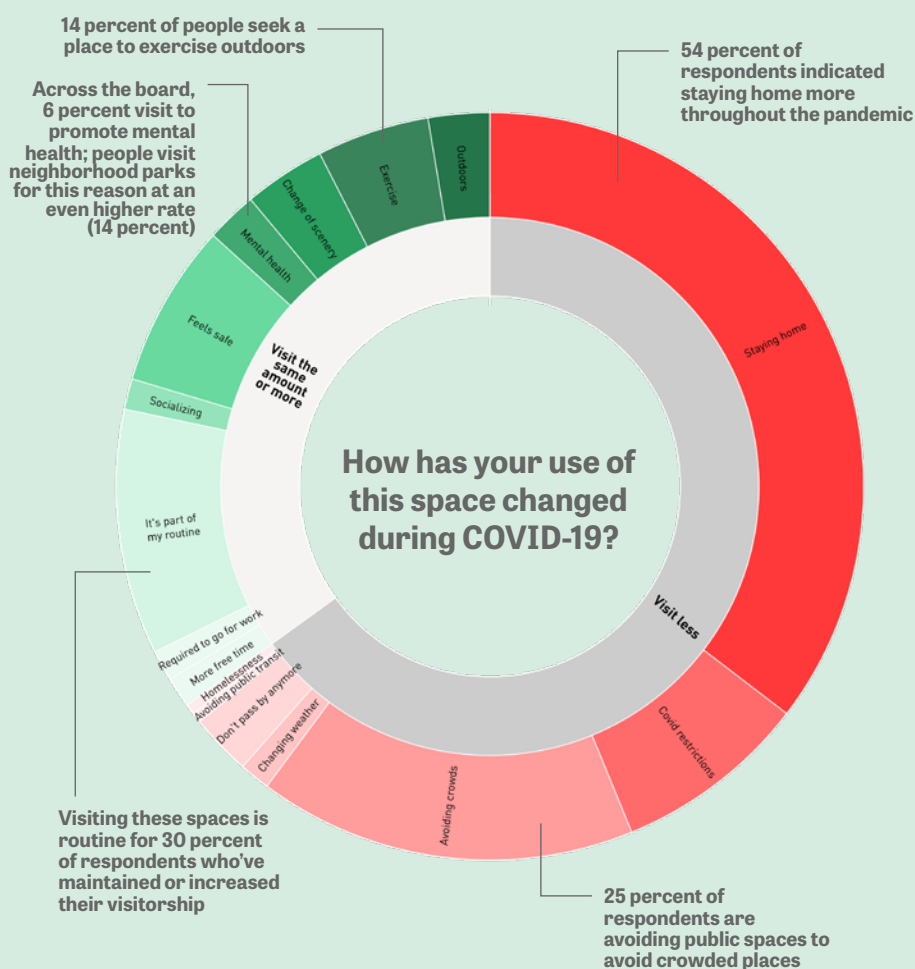 14 percent of people seek a
place to exercise outdoors
54 percent of
respondents indicated
staying home more
throughout the pandemic
Across the board,
6 percent visit to
promote mental
health; people visit
neighborhood parks
for this reason at an
even higher rate
(14 percent)
Outdoors
Exercise
Change of scenery
Mental health
Feels safe
Socializing
It's part of
my routine
Required to go for work
More free time
Homelessness
Avoiding public transit
Don't pass by anymore
Changing weather
Avoiding crowds
Covid restrictions
Staying home
Visit the
same
amount
or more
Visit less
How has your use of
this space changed
during COVID-19?
Visiting these spaces is
routine for 30 percent
of respondents who've
maintained or increased
their visitorship
25 percent of
respondents are
avoiding public spaces to
avoid crowded places